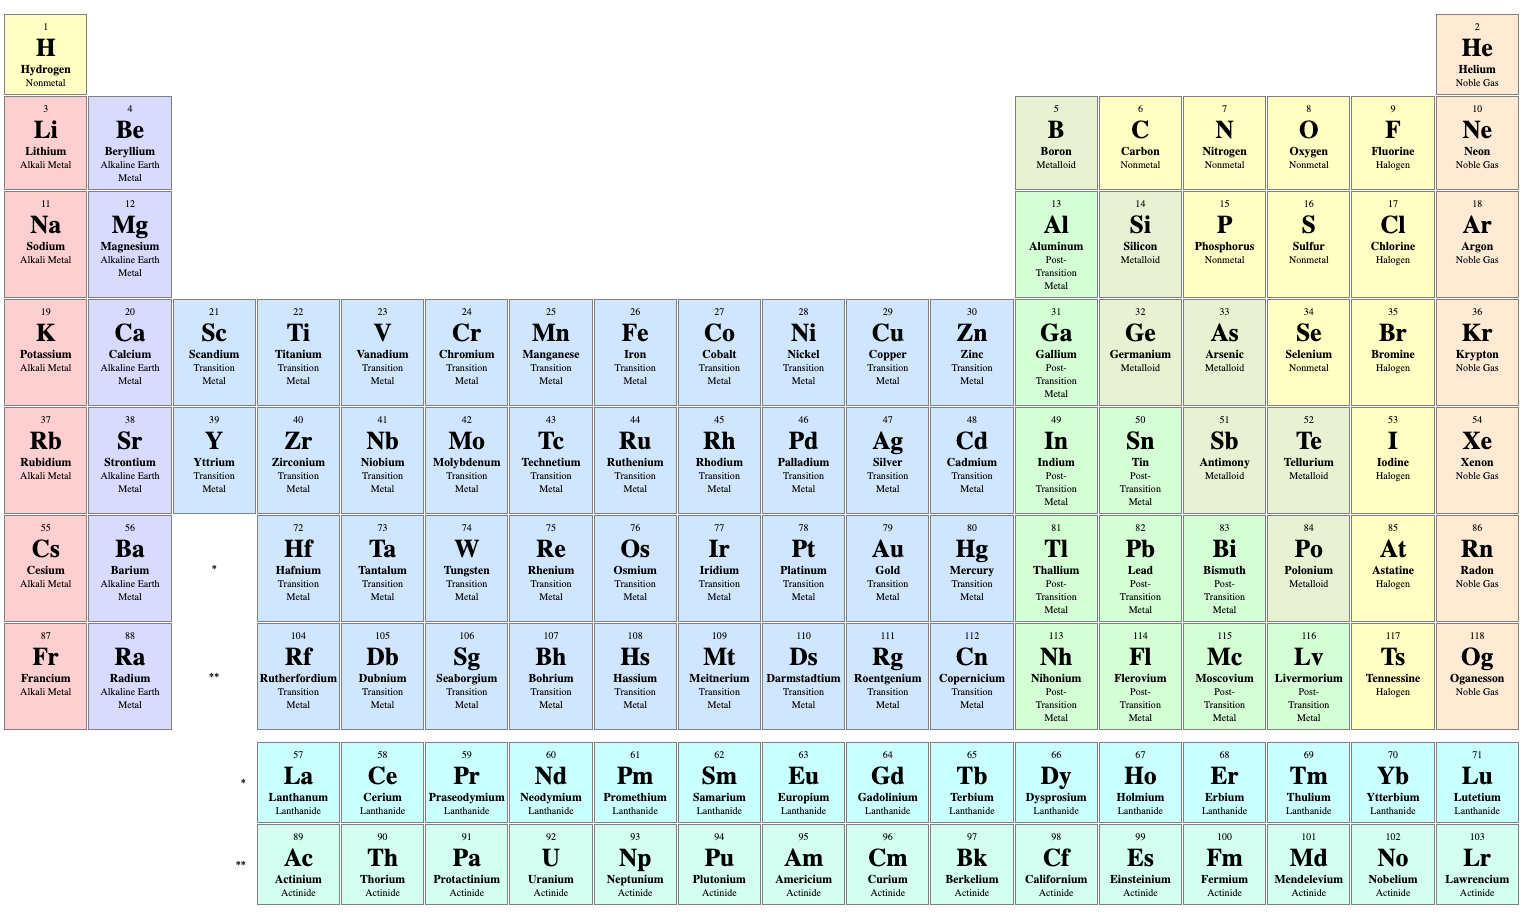 1
H
Hydrogen
Nonmetal
2
He
Helium
Noble Gas
3
Li
Lithium
Alkali Metal
4
Be
Beryllium
Alkaline Earth
Metal
5
B
Boron
Metalloid
6
C
Carbon
Nonmetal
7
N
Nitrogen
Nonmetal
8
O
Oxygen
Nonmetal
9
F
Fluorine
Halogen
10
Ne
Neon
Noble Gas
11
Na
Sodium
Alkali Metal
12
Mg
Magnesium
Alkaline Earth
Metal
13
Al
Aluminum
Post-
Transition
Metal
14
Si
Silicon
Metalloid
15
P
Phosphorus
Nonmetal
16
S
Sulfur
Nonmetal
17
Cl
Chlorine
Halogen
18
Ar
Argon
Noble Gas
19
K
Potassium
Alkali Metal
20
Ca
Calcium
Alkaline Earth
Metal
21
Sc
Scandium
Transition
Metal
22
Ti
Titanium
Transition
Metal
23
V
Vanadium
Transition
Metal
24
Cr
Chromium
Transition
Metal
25
Mn
Manganese
Transition
Metal
26
Fe
Iron
Transition
Metal
27
Co
Cobalt
Transition
Metal
28
Ni
Nickel
Transition
Metal
29
Cu
Copper
Transition
Metal
30
Zn
Zinc
Transition
Metal
31
Ga
Gallium
Post-
Transition
Metal
32
Ge
Germanium
Metalloid
33
As
Arsenic
Metalloid
34
Se
Selenium
Nonmetal
35
Br
Bromine
Halogen
36
Kr
Krypton
Noble Gas
37
Rb
Rubidium
Alkali Metal
38
Sr
Strontium
Alkaline Earth
Metal
39
Y
Yttrium
Transition
Metal
40
Zr
Zirconium
Transition
Metal
41
Nb
Niobium
Transition
Metal
42
Mo
Molybdenum
Transition
Metal
43
Tc
Technetium
Transition
Metal
44
Ru
Ruthenium
Transition
Metal
45
Rh
Rhodium
Transition
Metal
46
Pd
Palladium
Transition
Metal
47
Ag
Silver
Transition
Metal
48
Cd
Cadmium
Transition
Metal
49
In
Indium
Post-
Transition
Metal
50
Sn
Tin
Post-
Transition
Metal
51
Sb
Antimony
Metalloid
52
Te
Tellurium
Metalloid
53
I
Iodine
Halogen
54
Xe
Xenon
Noble Gas
55
Cs
Cesium
Alkali Metal
56
Ba
Barium
Alkaline Earth
Metal
*
72
Hf
Hafnium
Transition
Metal
73
Ta
Tantalum
Transition
Metal
74
W
Tungsten
Transition
Metal
75
Re
Rhenium
Transition
Metal
76
Os
Osmium
Transition
Metal
77
Ir
Iridium
Transition
Metal
78
Pt
Platinum
Transition
Metal
79
Au
Gold
Transition
Metal
80
Hg
Mercury
Transition
Metal
81
Tl
Thallium
Post-
Transition
Metal
82
Pb
Lead
Post-
Transition
Metal
83
Bi
Bismuth
Post-
Transition
Metal
84
Po
Polonium
Metalloid
85
At
Astatine
Halogen
86
Rn
Radon
Noble Gas
87
Fr
Francium
Alkali Metal
88
Ra
Radium
Alkaline Earth
Metal
**
104
Rf
Rutherfordium
Transition
Metal
105
Db
Dubnium
Transition
Metal
106
Sg
Seaborgium
Transition
Metal
107
Bh
Bohrium
Transition
Metal
108
Hs
Hassium
Transition
Metal
109
Mt
Meitnerium
Transition
Metal
110
Ds
Darmstadtium
Transition
Metal
111
Rg
Roentgenium
Transition
Metal
112
Cn
Copernicium
Transition
Metal
113
Nh
Nihonium
Post-
Transition
Metal
114
Fl
Flerovium
Post-
Transition
Metal
115
Mc
Moscovium
Post-
Transition
Metal
116
Lv
Livermorium
Post-
Transition
Metal
117
Ts
Tennessine
Halogen
118
Og
Oganesson
Noble Gas
*
57
La
Lanthanum
Lanthanide
58
Ce
Cerium
Lanthanide
59
Pr
Praseodymium
Lanthanide
60
Nd
Neodymium
Lanthanide
61
Pm
Promethium
Lanthanide
62
Sm
Samarium
Lanthanide
63
Eu
Europium
Lanthanide
64
Gd
Gadolinium
Lanthanide
65
Tb
Terbium
Lanthanide
66
Dy
Dysprosium
Lanthanide
67
Ho
Holmium
Lanthanide
68
Er
Erbium
Lanthanide
69
Tm
Thulium
Lanthanide
70
Yb
Ytterbium
Lanthanide
71
Lu
Lutetium
Lanthanide
**
89
Ac
Actinium
Actinide
90
Th
Thorium
Actinide
91
Pa
Protactinium
Actinide
92
U
Uranium
Actinide
93
Np
Neptunium
Actinide
94
Pu
Plutonium
Actinide
95
Am
Americium
Actinide
96
Cm
Curium
Actinide
97
Bk
Berkelium
Actinide
98
Cf
Californium
Actinide
99
Es
Einsteinium
Actinide
100
Fm
Fermium
Actinide
101
Md
Mendelevium
Actinide
102
No
Nobelium
Actinide
103
Lr
Lawrencium
Actinide